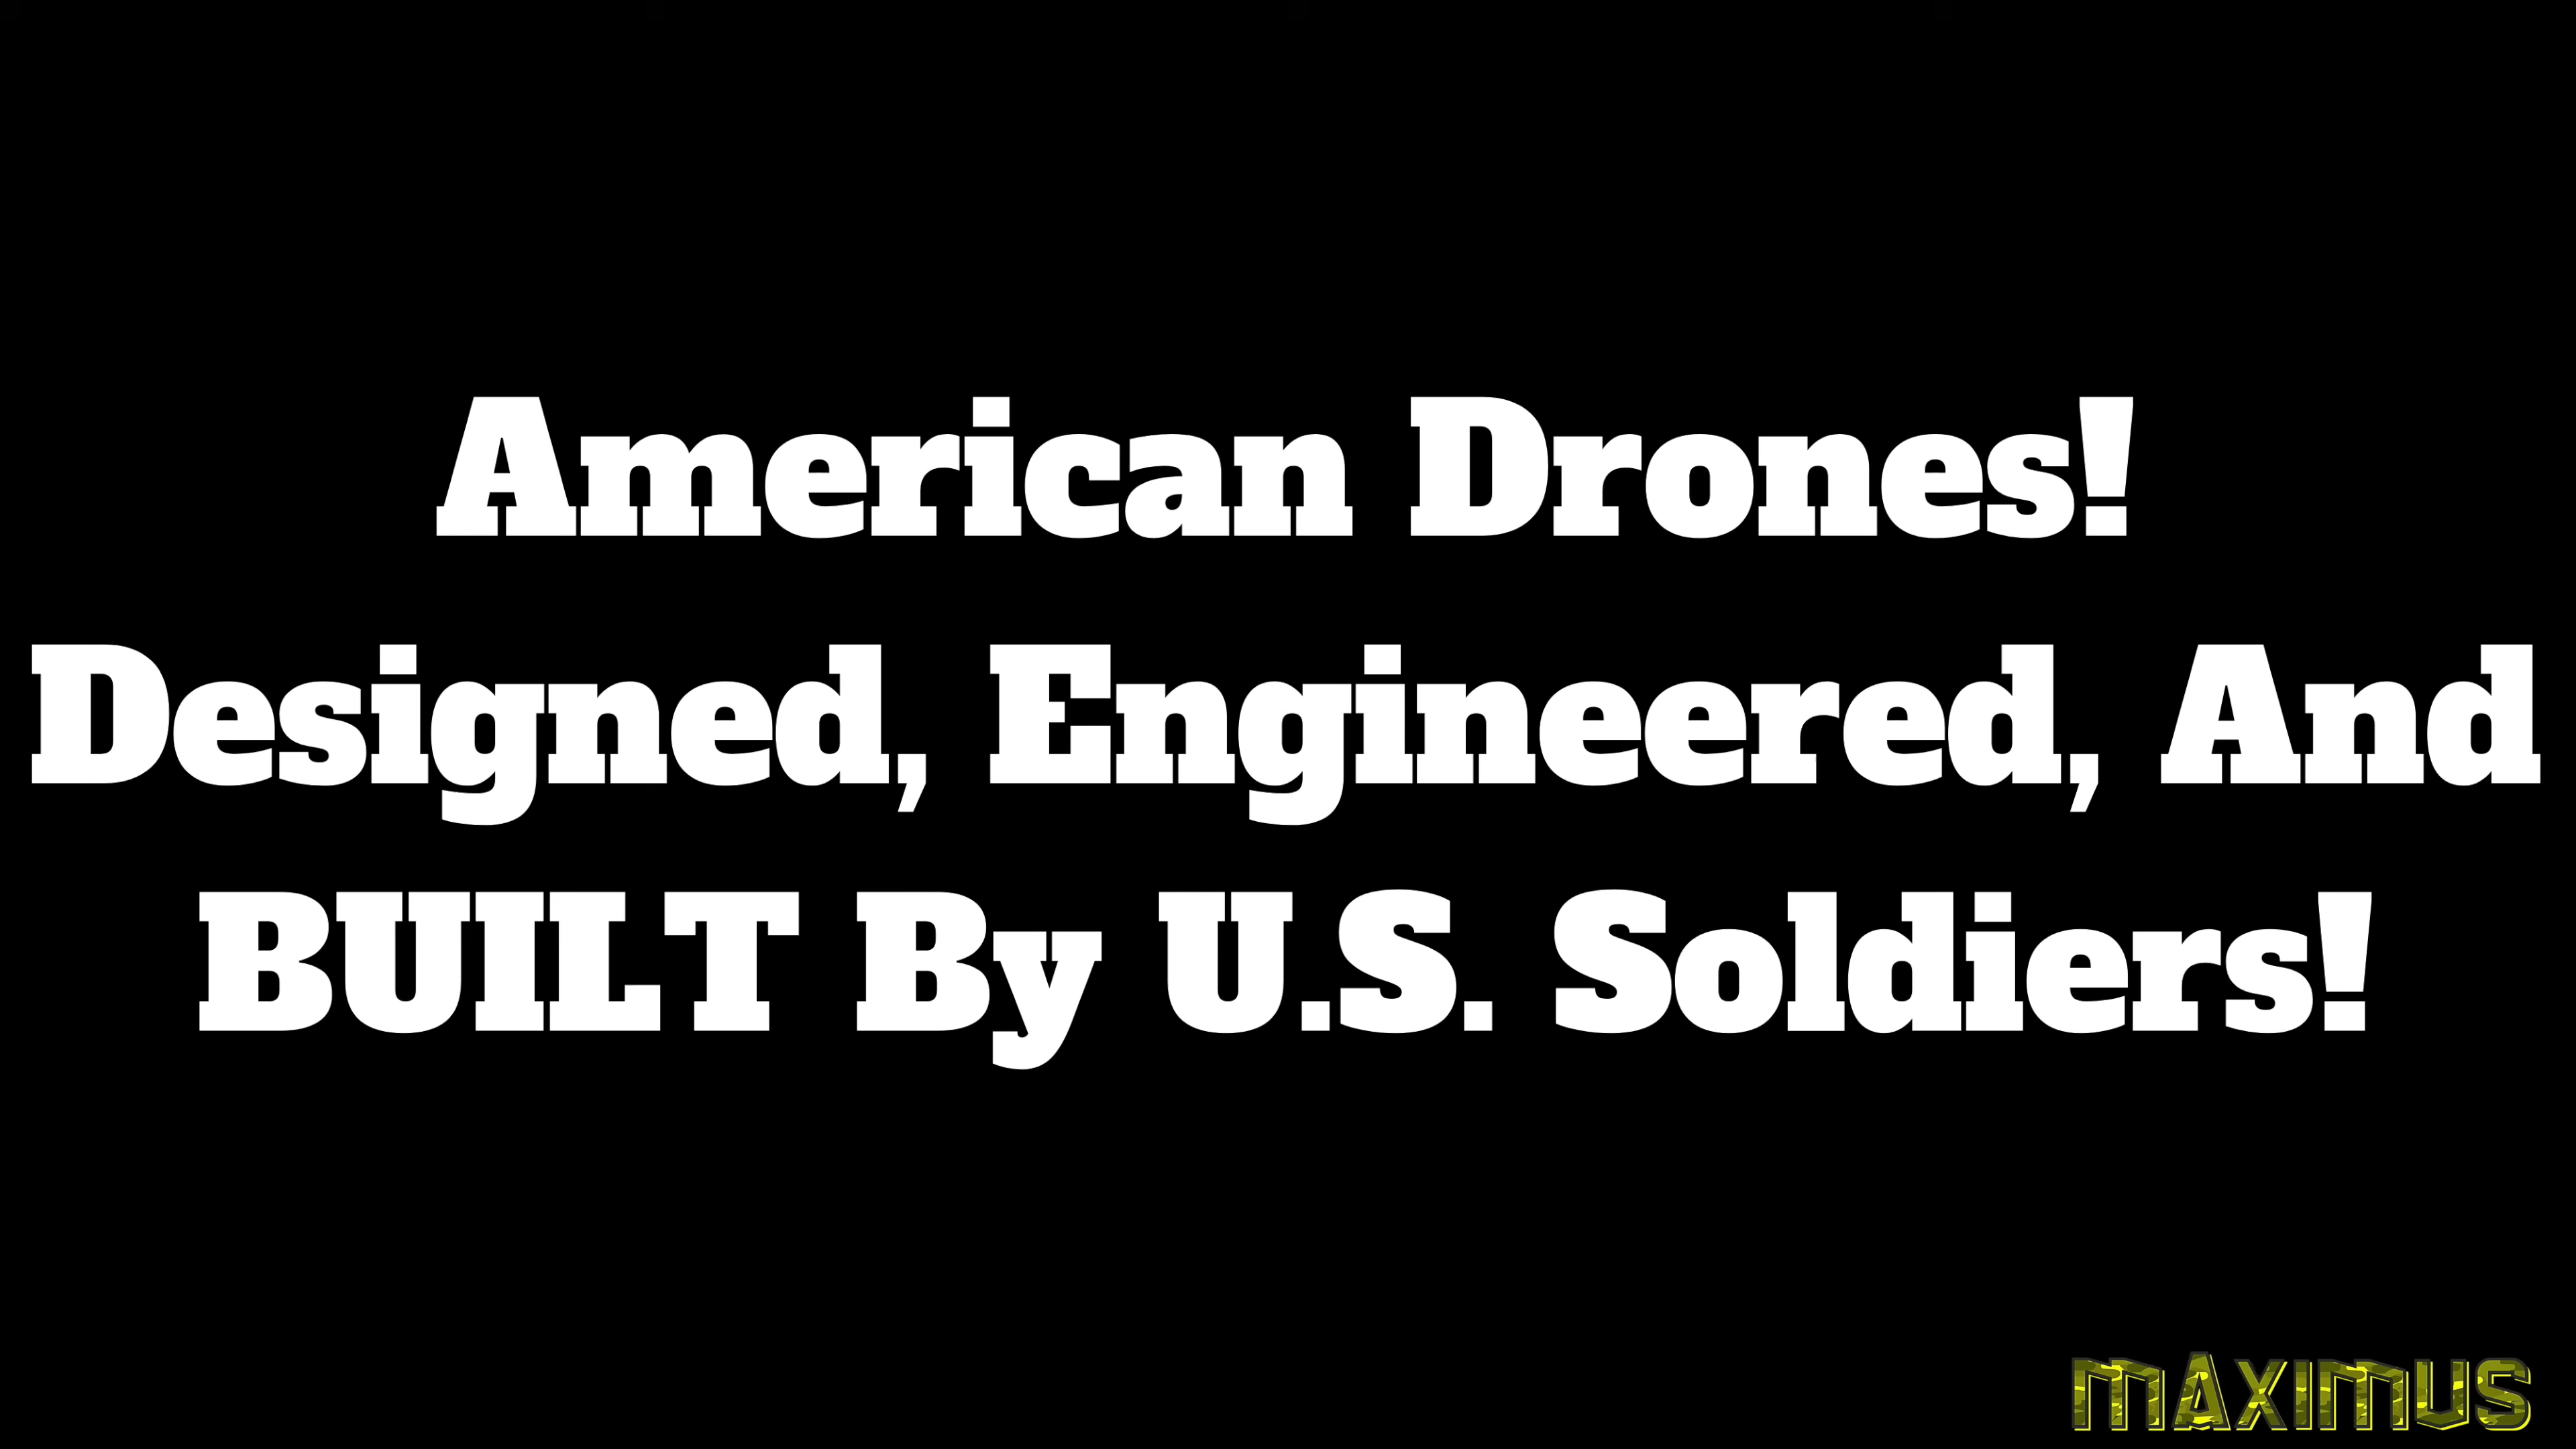 American Drones!
Designed, Engineered, And
BUILT By U.S. Soldiers!
MAXIMUS